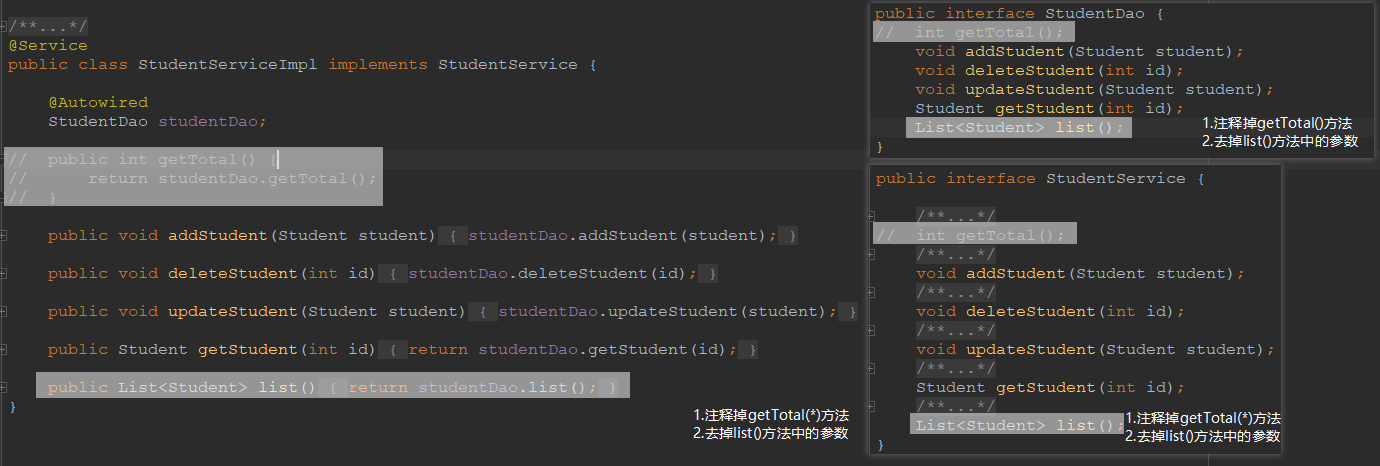 /**...*/
@Service
public class StudentServiceImpl implements StudentService {
@Autowired
StudentDao studentDao;
// public int getTotal() {
// return studentDao.getTotal();
// }
public void addStudent(Student student) { studentDao.addStudent(student); }
public void deleteStudent(int id) { studentDao.deleteStudent(id); }
public void updateStudent(Student student) { studentDao.updateStudent(student); }
public Student getStudent(int id) { return studentDao.getStudent(id); }
public List<Student> list() { return studentDao.list(); }
}
1.注释掉getTotal(*)方法
2.去掉list()方法中的参数
public interface StudentDao {
// int getTotal();
void addStudent(Student student);
void deleteStudent(int id);
void updateStudent(Student student);
Student getStudent(int id);
List<Student> list();
}
1.注释掉getTotal()方法
2.去掉list()方法中的参数
public interface StudentService {
/**...*/
// int getTotal();
/**...*/
void addStudent(Student student);
/**...*/
void deleteStudent(int id);
/**...*/
void updateStudent(Student student);
/**...*/
Student getStudent(int id);
/**...*/
List<Student> list();
}
1.注释掉getTotal(*)方法
2.去掉list()方法中的参数